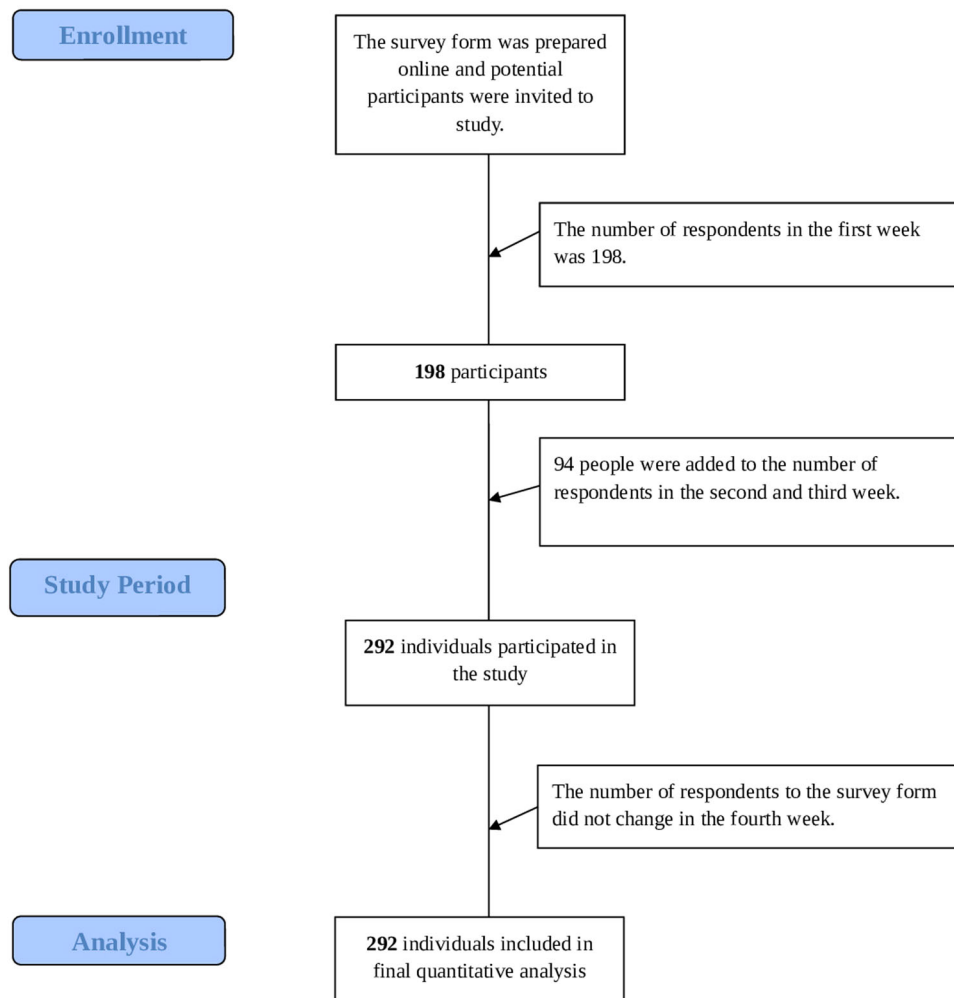 Enrollment
The survey form was prepared
online and potential
participants were invited to
study.
The number of respondents in the first week
was 198.
198 participants
94 people were added to the number of
respondents in the second and third week.
Study Period
292 individuals participated in
the study
The number of respondents to the survey form
did not change in the fourth week.
Analysis
292 individuals included in
final quantitative analysis